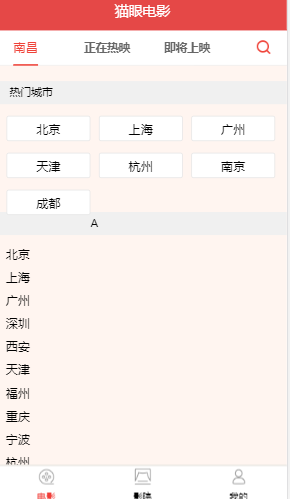 猫眼电影
南昌 正在热映 即将上映
热门城市
北京 上海 广州
天津 杭州 南京
成都
A
北京
上海
广州
深圳
西安
天津
福州
重庆
宁波
杭州
电影 影院 我的